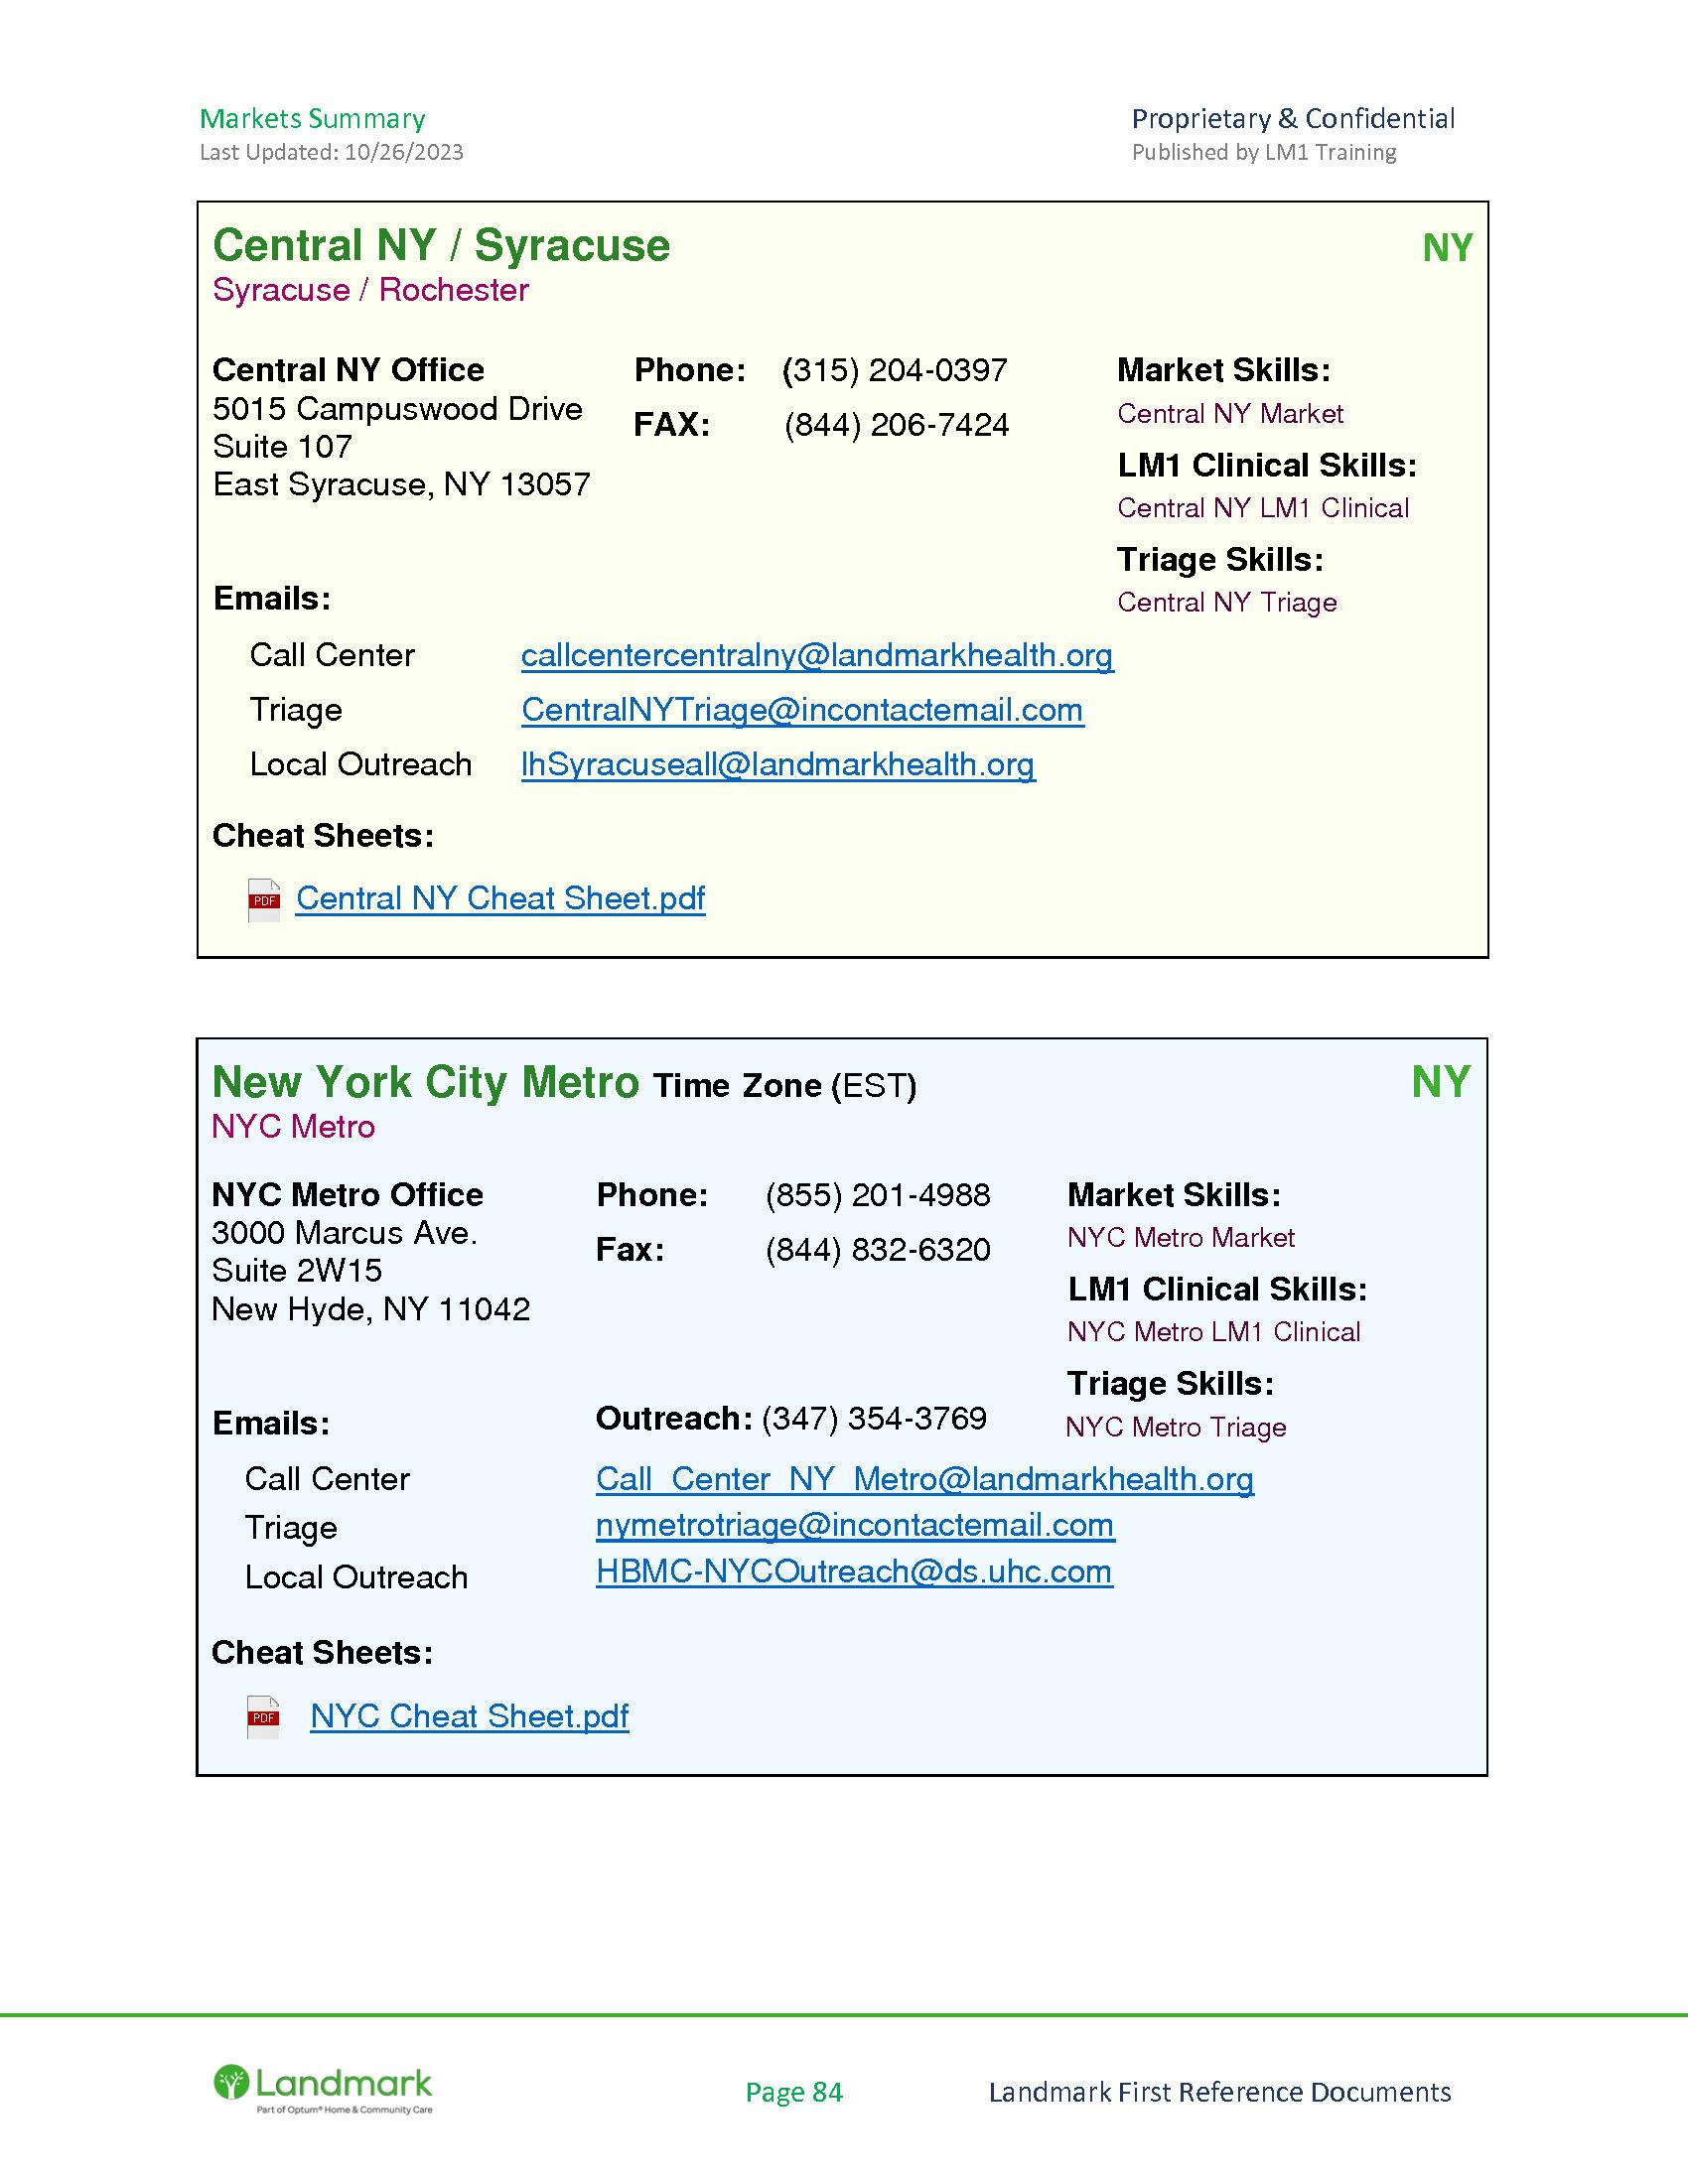 Markets Summary
Last Updated: 10/26/2023
Proprietary & Confidential
Published by LM1 Training
Central NY / Syracuse
NY
Syracuse / Rochester
Central NY Office
5015 Campuswood Drive
Suite 107
East Syracuse, NY 13057
Phone: (315) 204-0397
FAX: (844) 206-7424
Market Skills:
Central NY Market
LM1 Clinical Skills:
Central NY LM1 Clinical
Triage Skills:
Central NY Triage
Emails:
Call Center callcentercentralny@landmarkhealth.org
Triage CentralNYTriage@incontactemail.com
Local Outreach lhSyracuseall@landmarkhealth.org
Cheat Sheets:
PDF Central NY Cheat Sheet.pdf
New York City Metro Time Zone (EST)
NY
NYC Metro
NYC Metro Office
3000 Marcus Ave.
Suite 2W15
New Hyde, NY 11042
Phone: (855) 201-4988
Fax: (844) 832-6320
Market Skills:
NYC Metro Market
LM1 Clinical Skills:
NYC Metro LM1 Clinical
Triage Skills:
NYC Metro Triage
Emails:
Outreach: (347) 354-3769
Call Center Call_Center_NY_Metro@landmarkhealth.org
Triage nymetrotriage@incontactemail.com
Local Outreach HBMC-NYCOutreach@ds.uhc.com
Cheat Sheets:
PDF NYC Cheat Sheet.pdf
Landmark
Part of Optum® Home & Community Care
Page 84
Landmark First Reference Documents